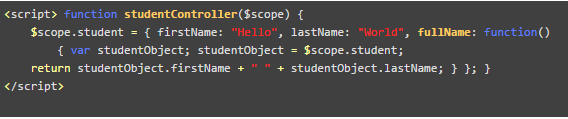 <script> function studentController($scope) {
$scope.student = { firstName: "Hello", lastName: "World", fullName: function()
{ var studentObject; studentObject = $scope.student;
return studentObject.firstName + " " + studentObject.lastName; } }; }
</script>